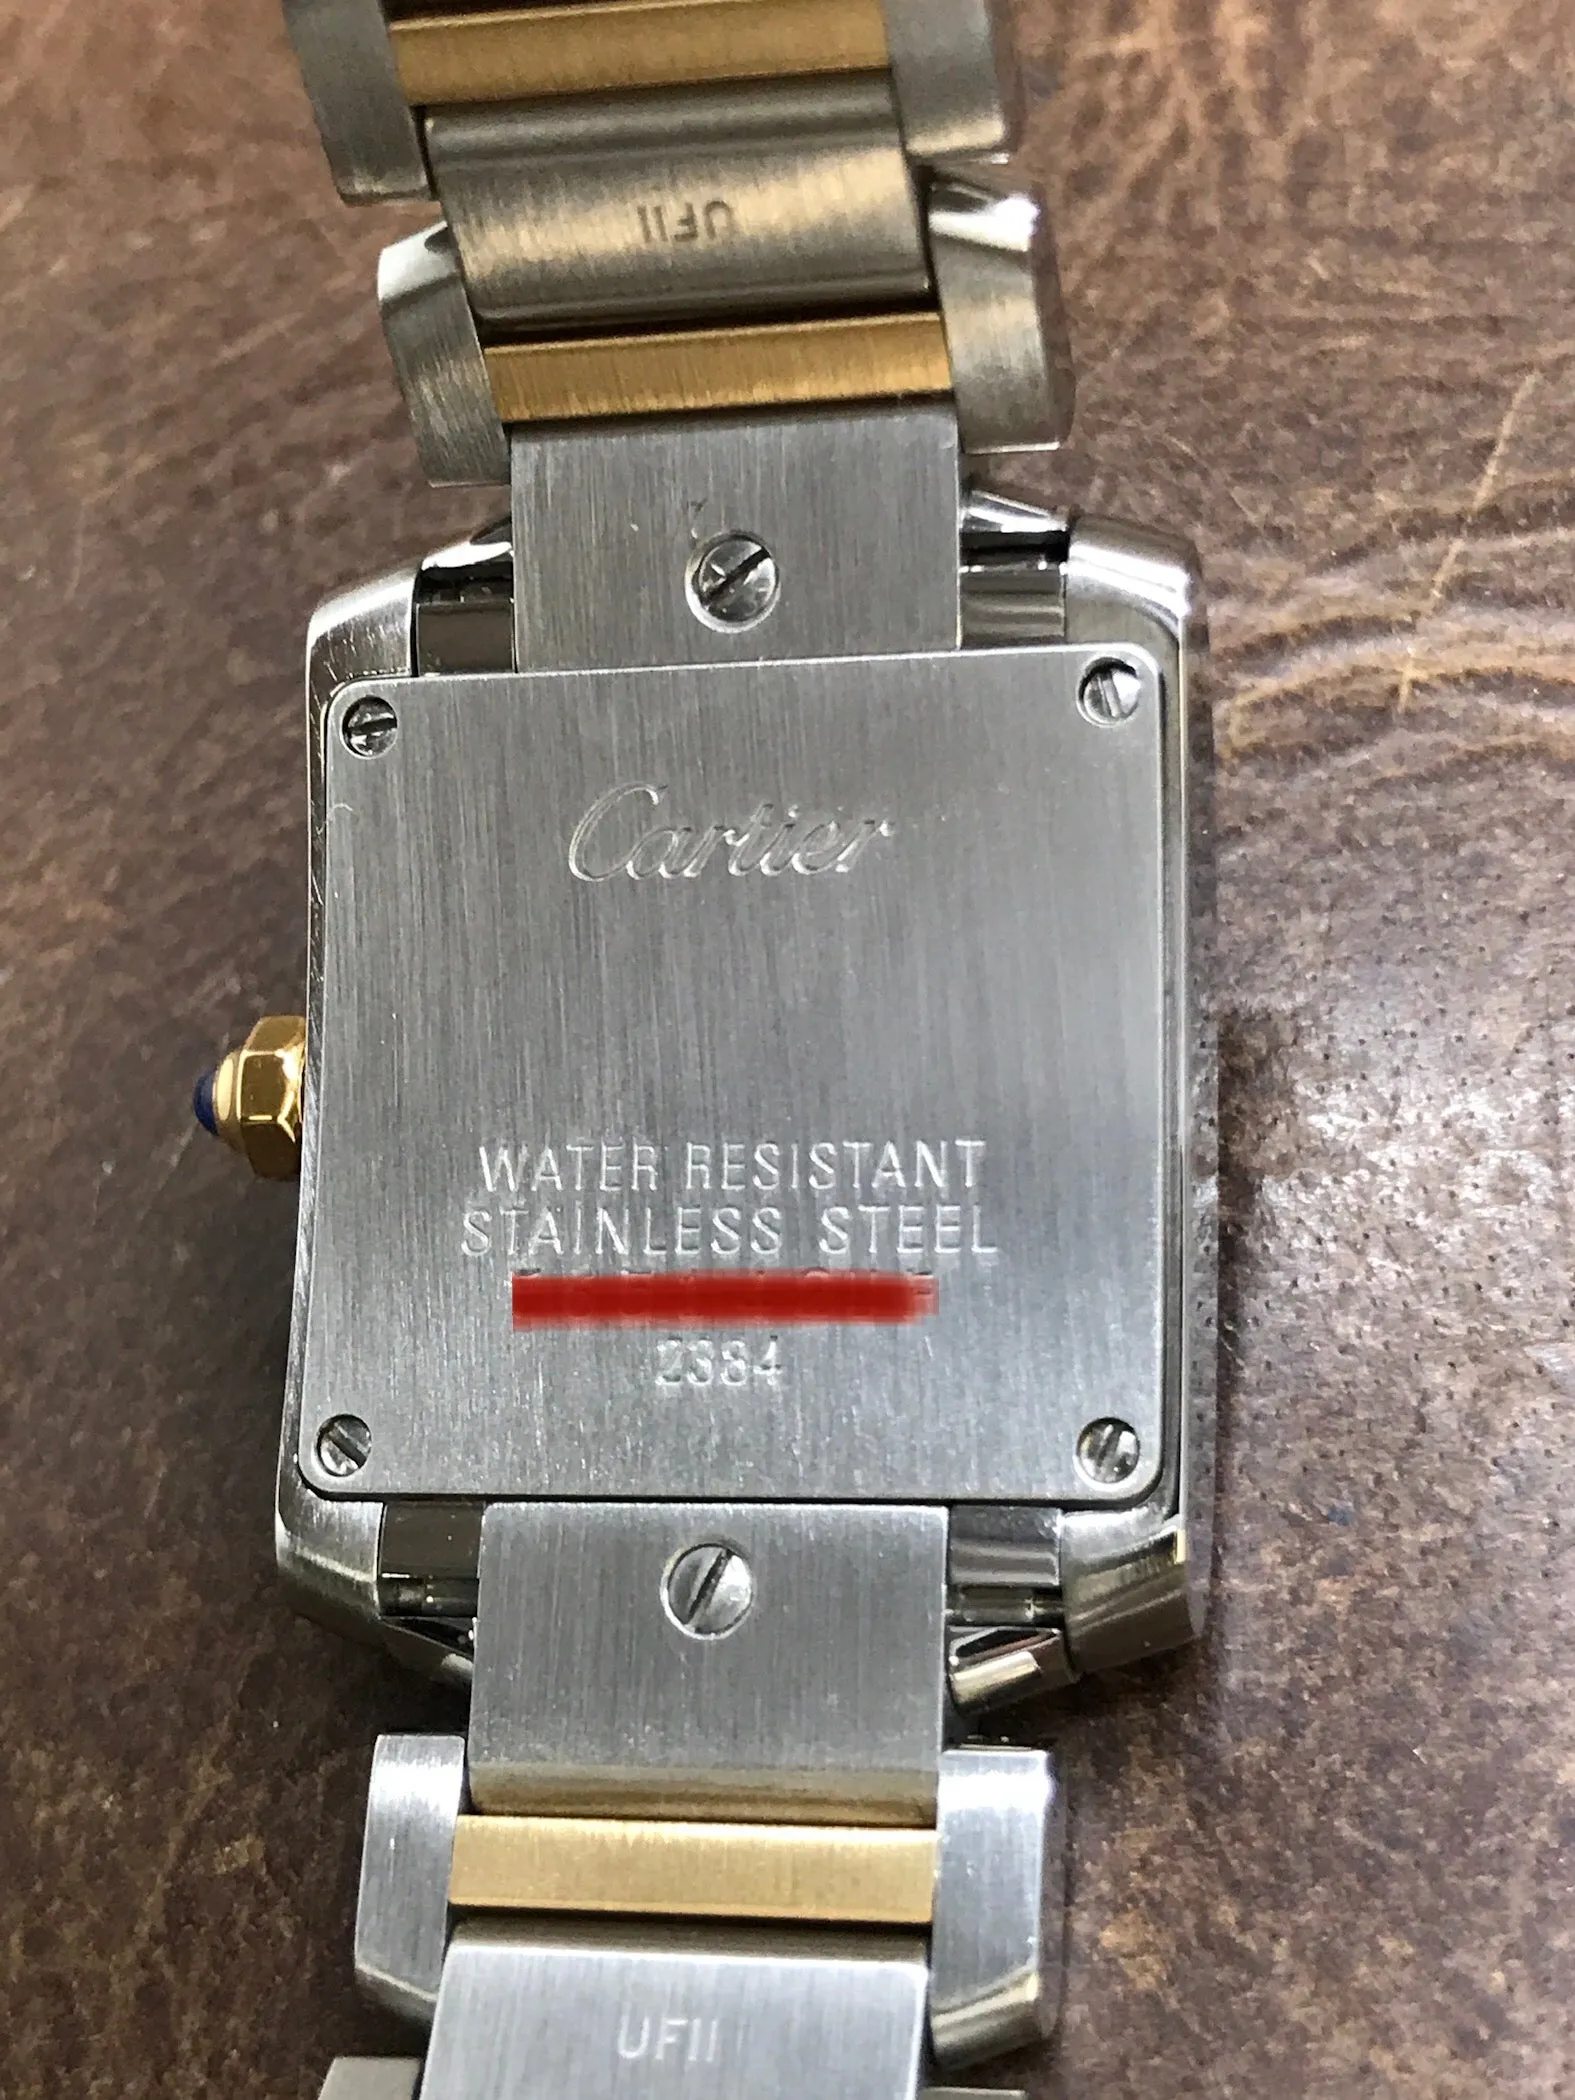 UFII
Cartier
WATER RESISTANT
STAINLESS STEEL
2384
UFII